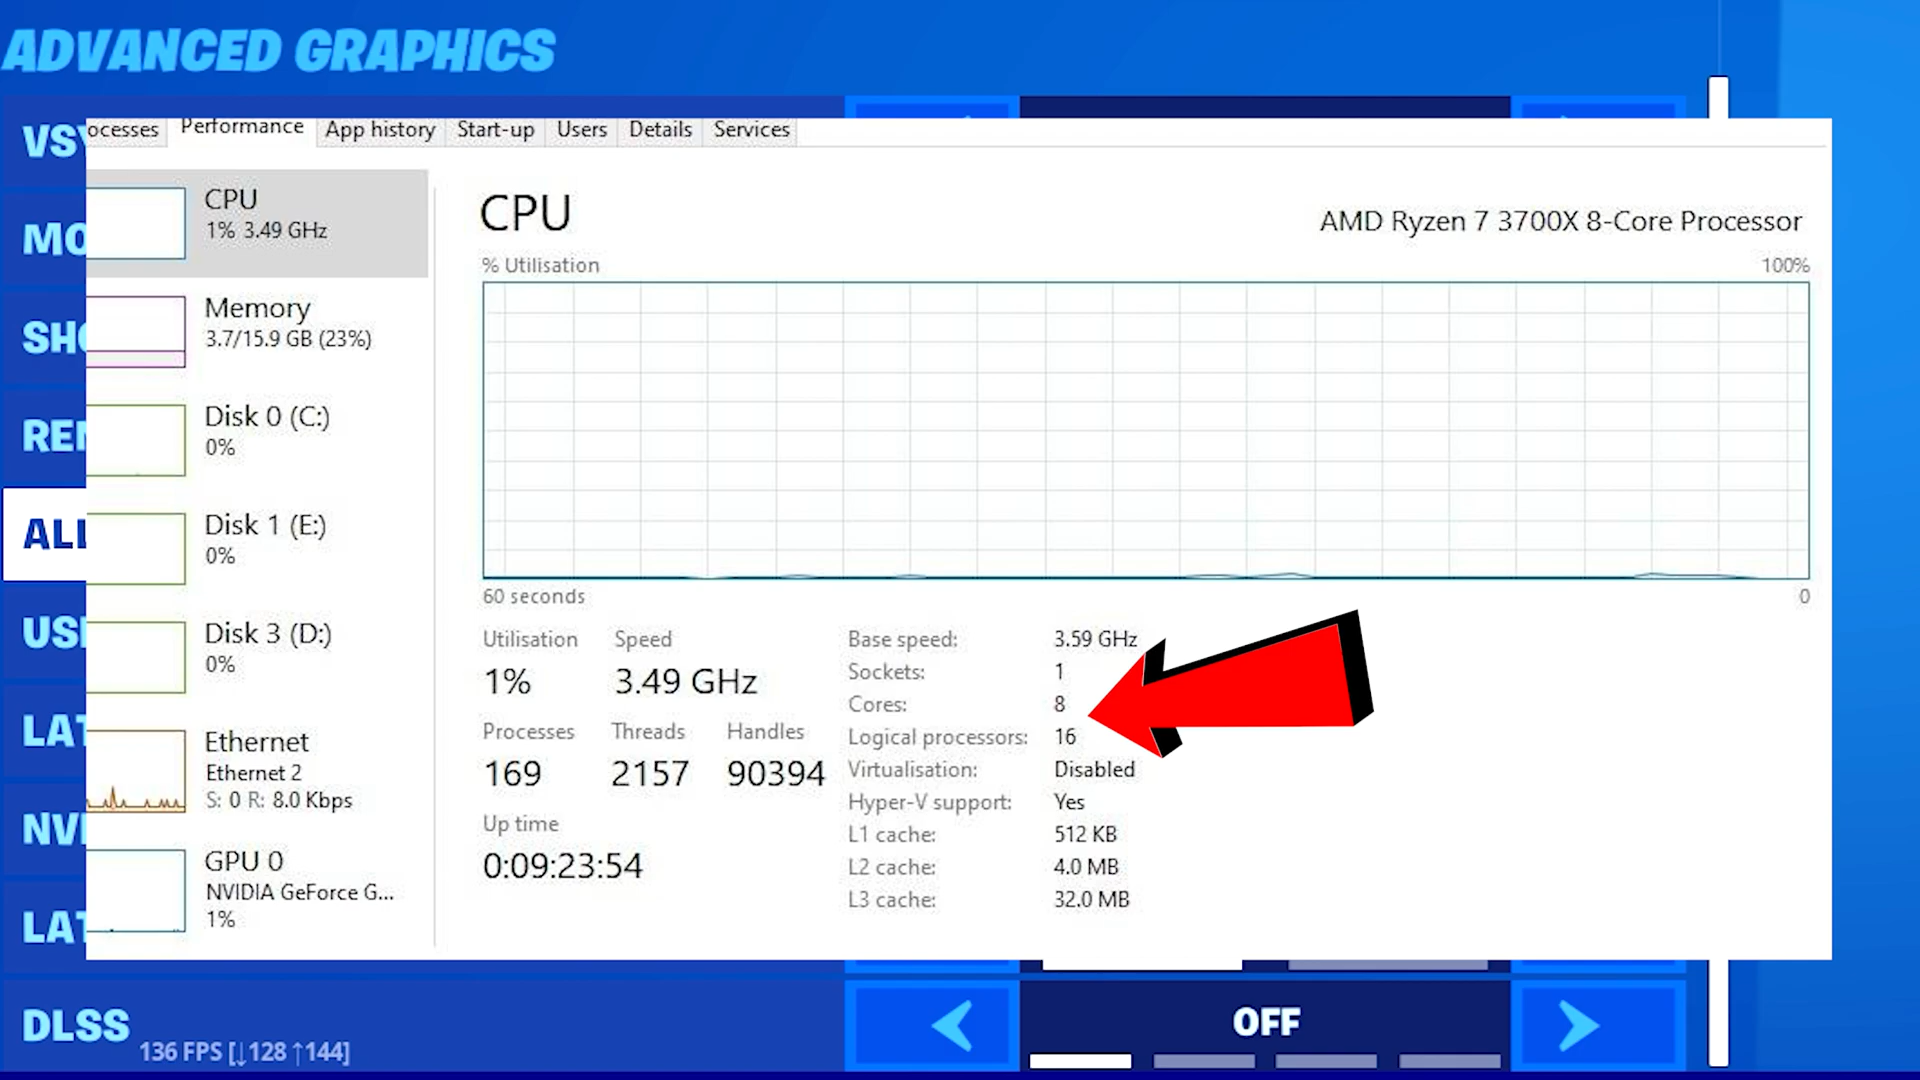 ADVANCED GRAPHICS
ocesses Performance App history Start-up Users Details Services
VSY
MO
SHO
REN
ALL
USE
LAT
NVI
LAT
CPU
1% 3.49 GHz
Memory
3.7/15.9 GB (23%)
Disk 0 (C:)
0%
Disk 1 (E:)
0%
Disk 3 (D:)
0%
Ethernet
Ethernet 2
S: 0 R: 8.0 Kbps
GPU 0
NVIDIA GeForce G...
1%
CPU AMD Ryzen 7 3700X 8-Core Processor
% Utilisation 100%
60 seconds 0
Utilisation Speed
1% 3.49 GHz
Processes Threads Handles
169 2157 90394
Up time
0:09:23:54
Base speed: 3.59 GHz
Sockets: 1
Cores: 8
Logical processors: 16
Virtualisation: Disabled
Hyper-V support: Yes
L1 cache: 512 KB
L2 cache: 4.0 MB
L3 cache: 32.0 MB
DLSS OFF
136 FPS [↓128 ↑144]